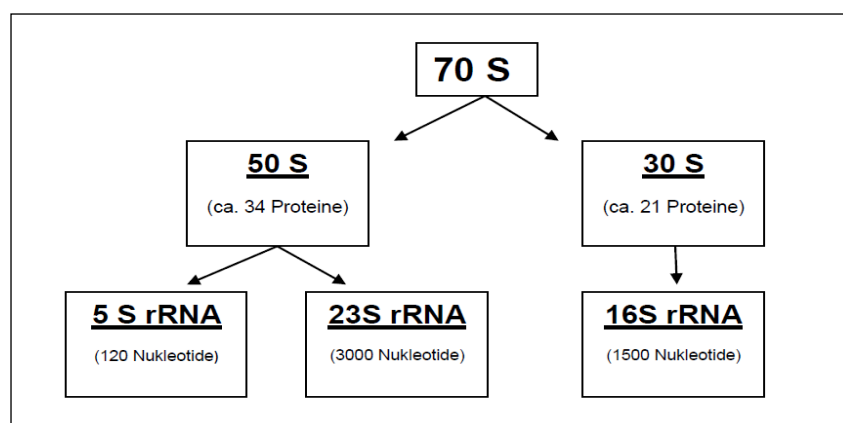 70 S
50 S
(ca. 34 Proteine)
30 S
(ca. 21 Proteine)
5 S rRNA
(120 Nukleotide)
23S rRNA
(3000 Nukleotide)
16S rRNA
(1500 Nukleotide)